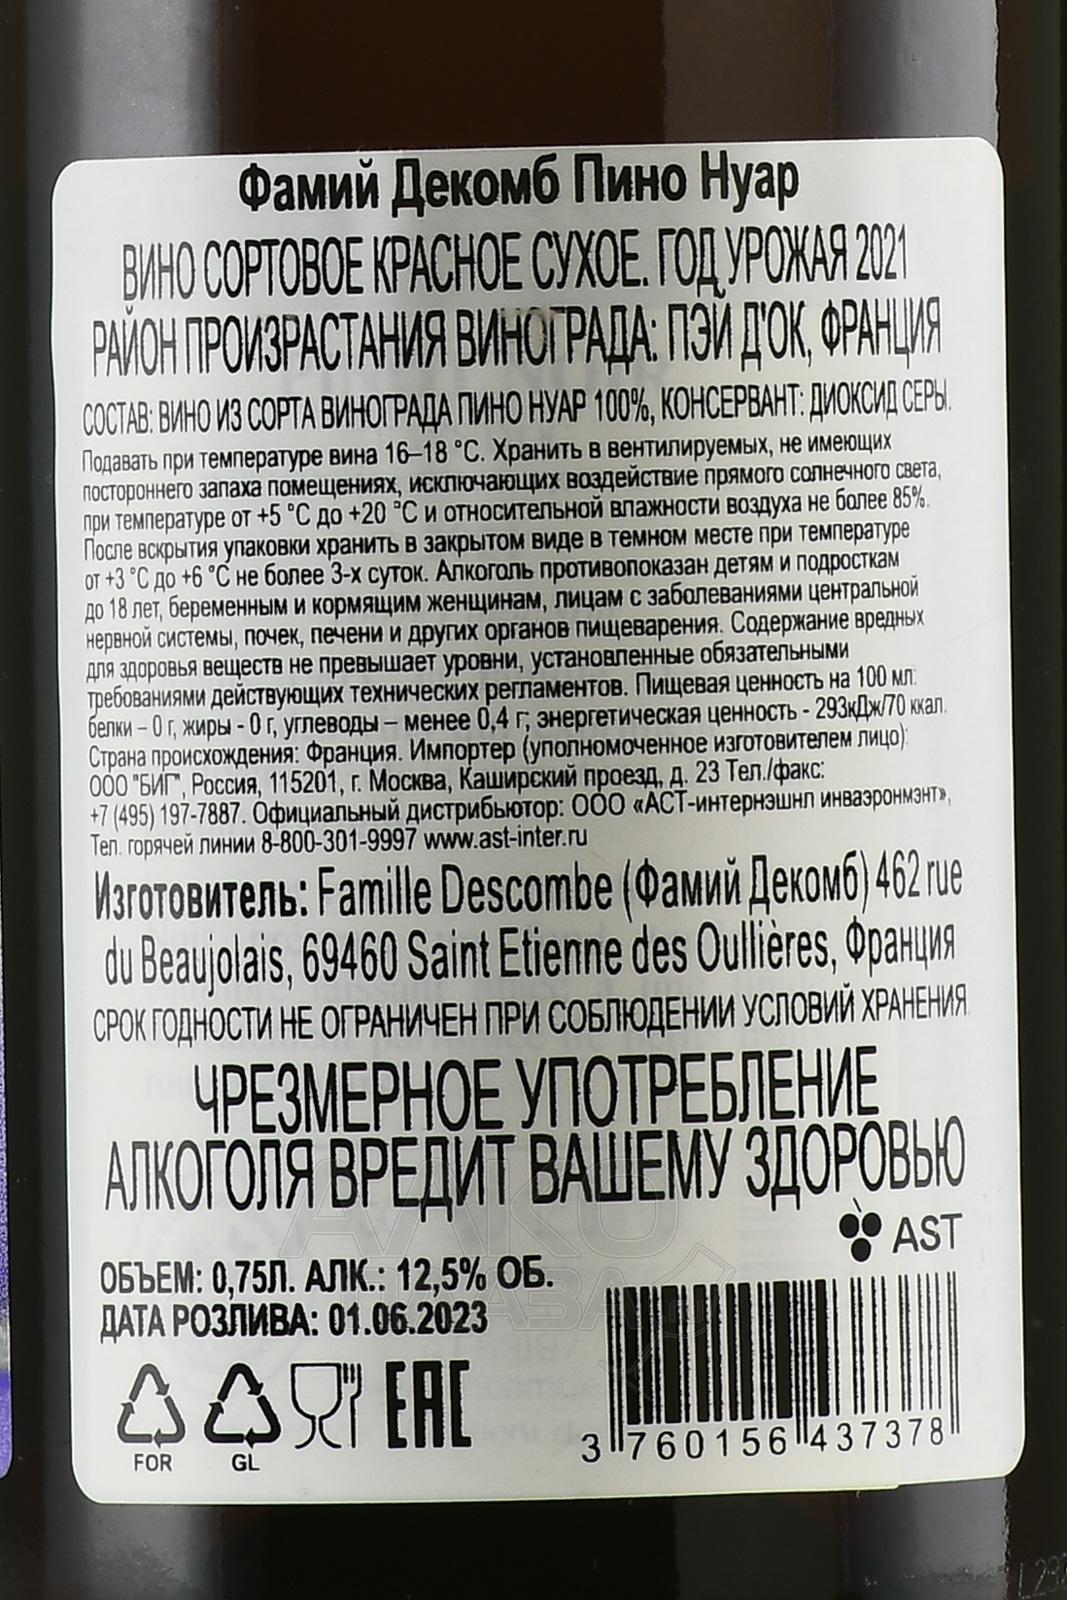 Фамий Декомб Пино Нуар
ВИНО СОРТОВОЕ КРАСНОЕ СУХОЕ. ГОД УРОЖАЯ 2021
РАЙОН ПРОИЗРАСТАНИЯ ВИНОГРАДА: ПЭЙ Д'ОК, ФРАНЦИЯ
СОСТАВ: ВИНО ИЗ СОРТА ВИНОГРАДА ПИНО НУАР 100%, КОНСЕРВАНТ: ДИОКСИД СЕРЫ.
Подавать при температуре вина 16–18 °С. Хранить в вентилируемых, не имеющих
постороннего запаха помещениях, исключающих воздействие прямого солнечного света,
при температуре от +5 °С до +20 °С и относительной влажности воздуха не более 85%.
После вскрытия упаковки хранить в закрытом виде в темном месте при температуре
от +3 °С до +6 °С не более 3-х суток. Алкоголь противопоказан детям и подросткам
до 18 лет, беременным и кормящим женщинам, лицам с заболеваниями центральной
нервной системы, почек, печени и других органов пищеварения. Содержание вредных
для здоровья веществ не превышает уровни, установленные обязательными
требованиями действующих технических регламентов. Пищевая ценность на 100 мл:
белки – 0 г, жиры - 0 г, углеводы – менее 0,4 г; энергетическая ценность - 293кДж/70 ккал.
Страна происхождения: Франция. Импортер (уполномоченное изготовителем лицо):
ООО "БИГ", Россия, 115201, г. Москва, Каширский проезд, д. 23 Тел./факс:
+7 (495) 197-7887. Официальный дистрибьютор: ООО «АСТ-интернэшнл инваэронмэнт»,
Тел. горячей линии 8-800-301-9997 www.ast-inter.ru
Изготовитель: Famille Descombe (Фамий Декомб) 462 rue
du Beaujolais, 69460 Saint Etienne des Oullières, Франция
СРОК ГОДНОСТИ НЕ ОГРАНИЧЕН ПРИ СОБЛЮДЕНИИ УСЛОВИЙ ХРАНЕНИЯ
ЧРЕЗМЕРНОЕ УПОТРЕБЛЕНИЕ
АЛКОГОЛЯ ВРЕДИТ ВАШЕМУ ЗДОРОВЬЮ
AST
ОБЪЕМ: 0,75Л. АЛК.: 12,5% ОБ.
ДАТА РОЗЛИВА: 01.06.2023
FOR GL EAC
3 760156 437378